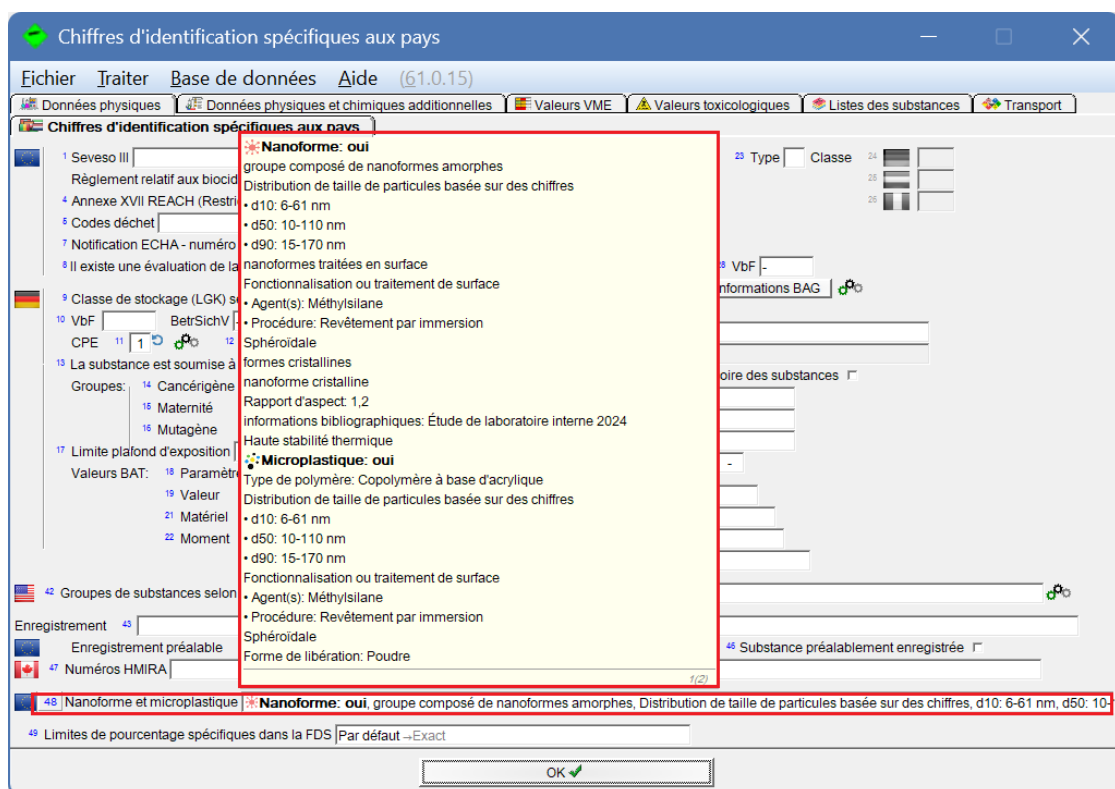 Chiffres d'identification spécifiques aux pays
Fichier Traiter Base de données Aide (61.0.15)
Données physiques Données physiques et chimiques additionnelles Valeurs VME Valeurs toxicologiques Listes des substances Transport
Chiffres d'identification spécifiques aux pays
1 Seveso III
Règlement relatif aux biocid
4 Annexe XVII REACH (Restri
5 Codes déchet
7 Notification ECHA - numéro
8 Il existe une évaluation de la
9 Classe de stockage (LGK) s
10 VbF BetrSichV
CPE 11 1 12
13 La substance est soumise à
Groupes: 14 Cancérigène
15 Maternité
16 Mutagène
17 Limite plafond d'exposition
Valeurs BAT: 18 Paramètr
19 Valeur
21 Matériel
22 Moment
Nanoforme: oui
groupe composé de nanoformes amorphes
Distribution de taille de particules basée sur des chiffres
• d10: 6-61 nm
• d50: 10-110 nm
• d90: 15-170 nm
nanoformes traitées en surface
Fonctionnalisation ou traitement de surface
• Agent(s): Méthylsilane
• Procédure: Revêtement par immersion
Sphéroïdale
formes cristallines
nanoforme cristalline
Rapport d'aspect: 1,2
informations bibliographiques: Étude de laboratoire interne 2024
Haute stabilité thermique
Microplastique: oui
Type de polymère: Copolymère à base d'acrylique
Distribution de taille de particules basée sur des chiffres
• d10: 6-61 nm
• d50: 10-110 nm
• d90: 15-170 nm
Fonctionnalisation ou traitement de surface
• Agent(s): Méthylsilane
• Procédure: Revêtement par immersion
Sphéroïdale
Forme de libération: Poudre
1(2)
23 Type Classe 24
25
26
VbF -
nformations BAG
oire des substances
-
42 Groupes de substances selon
Enregistrement 43
Enregistrement préalable
46 Substance préalablement enregistrée
47 Numéros HMIRA
48 Nanoforme et microplastique Nanoforme: oui, groupe composé de nanoformes amorphes, Distribution de taille de particules basée sur des chiffres, d10: 6-61 nm, d50: 10-
49 Limites de pourcentage spécifiques dans la FDS Par défaut→Exact
OK